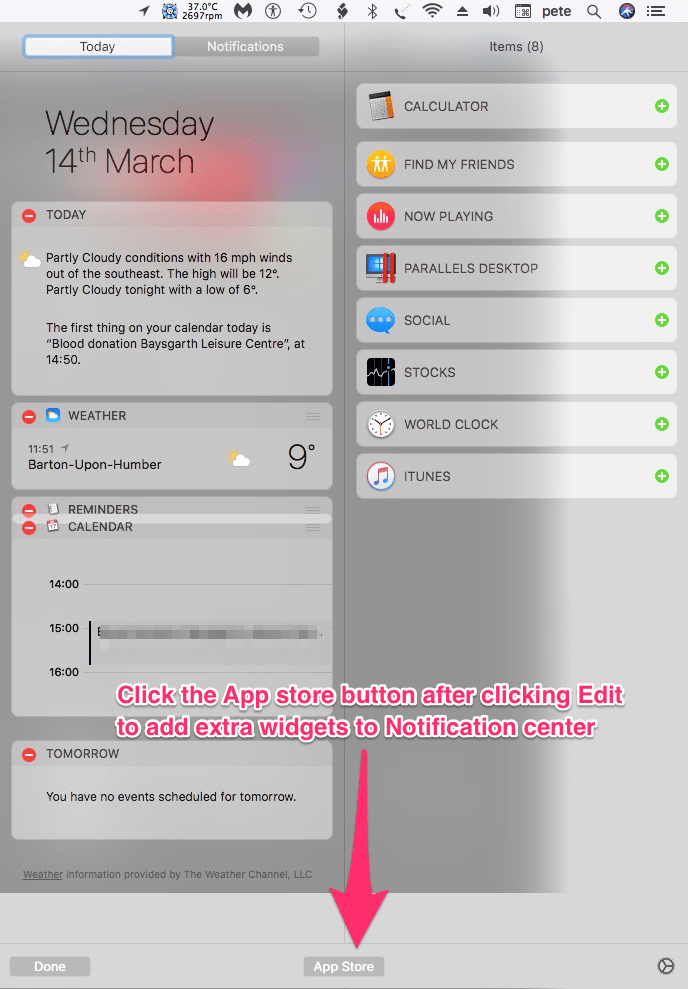 37.0°C
2697rpm
pete
Today
Notifications
Items (8)
Wednesday
14th March
TODAY
Partly Cloudy conditions with 16 mph winds
out of the southeast. The high will be 12°.
Partly Cloudy tonight with a low of 6°.
The first thing on your calendar today is
“Blood donation Baysgarth Leisure Centre”, at
14:50.
WEATHER
11:51
Barton-Upon-Humber
9°
REMINDERS
CALENDAR
14:00
15:00
16:00
TOMORROW
You have no events scheduled for tomorrow.
Weather information provided by The Weather Channel, LLC
CALCULATOR
FIND MY FRIENDS
NOW PLAYING
PARALLELS DESKTOP
SOCIAL
STOCKS
WORLD CLOCK
ITUNES
Click the App store button after clicking Edit
to add extra widgets to Notification center
Done
App Store